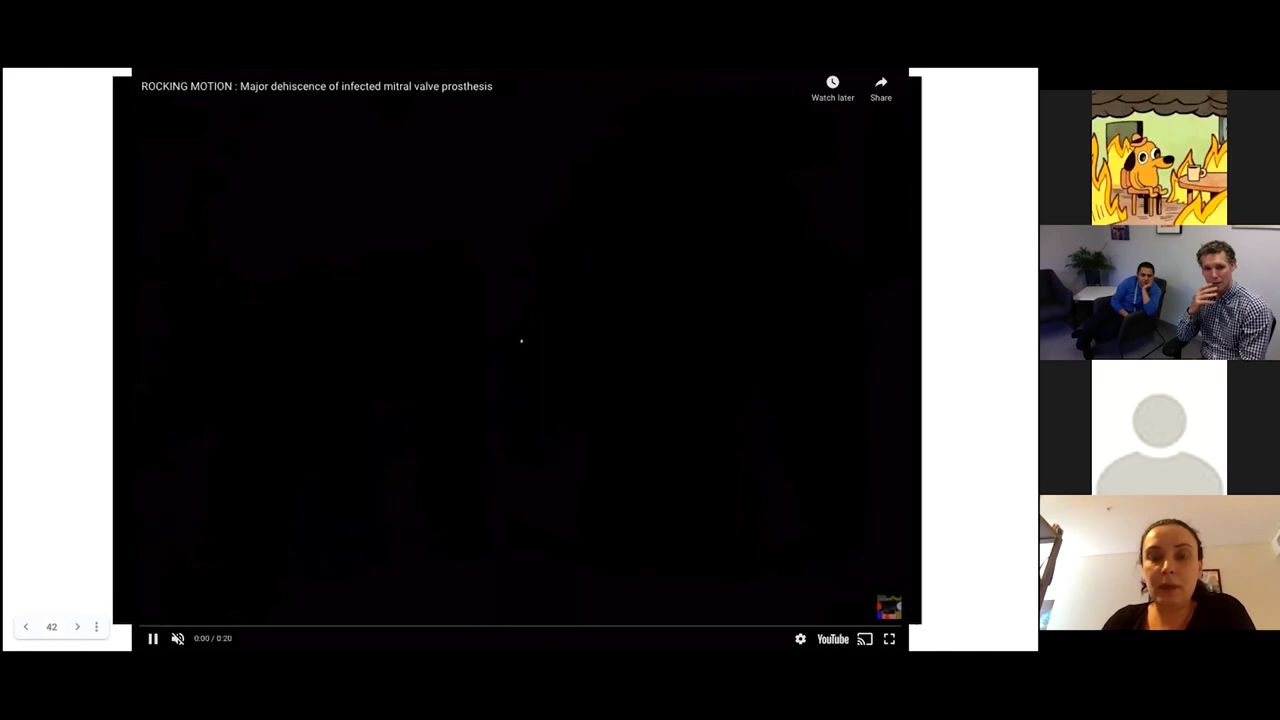 ROCKING MOTION : Major dehiscence of infected mitral valve prosthesis
Watch later
Share
42
0:00 / 0:20
YouTube